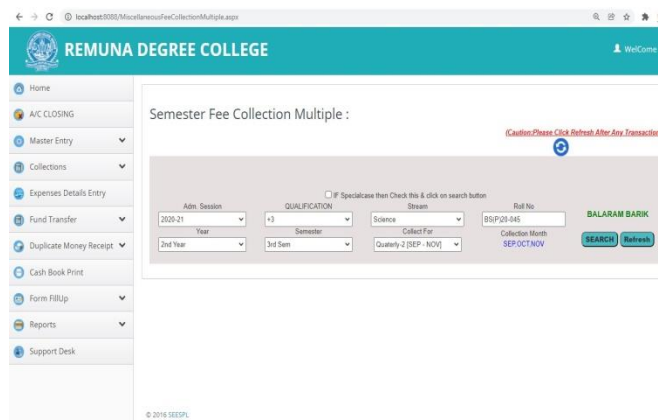 localhost:8088/MiscellaneousFeeCollectionMultiple.aspx
REMUNA DEGREE COLLEGE
WelCome
Home
A/C CLOSING
Master Entry
Collections
Expenses Details Entry
Fund Transfer
Duplicate Money Receipt
Cash Book Print
Form FillUp
Reports
Support Desk
Semester Fee Collection Multiple :
(Caution:Please Click Refresh After Any Transaction
IF Specialcase then Check this & click on search button
Adm. Session QUALIFICATION Stream Roll No
2020-21 +3 Science BS(P)20-045 BALARAM BARIK
Year Semester Collect For Collection Month
2nd Year 3rd Sem Quaterly-2 [SEP - NOV] SEP,OCT,NOV SEARCH Refresh
© 2016 SEESPL